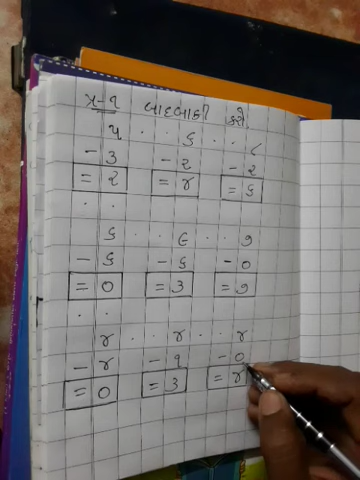 પ્ર-૧ બાદબાકી કરો
૫ · · ૬ · · ૮
- ૩ - ૨ - ૨
= ૨ = ૪ = ૬
· ·
૬ · · ૯ · · ૭
- ૬ - ૬ - ૦
= ૦ = ૩ = ૭
· ·
૪ · · ૪ · · ૪
- ૪ - ૧ - ૦
= ૦ = ૩ = ૪